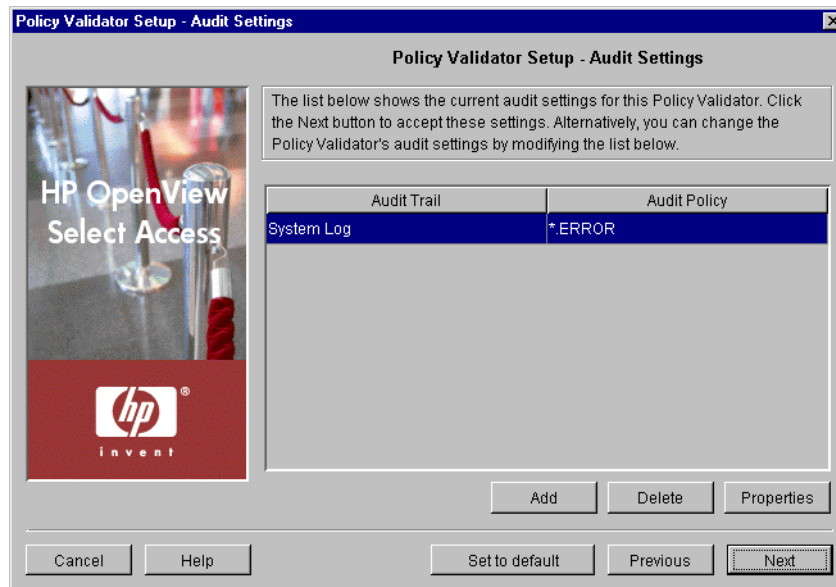 Policy Validator Setup - Audit Settings
Policy Validator Setup - Audit Settings
The list below shows the current audit settings for this Policy Validator. Click
the Next button to accept these settings. Alternatively, you can change the
Policy Validator's audit settings by modifying the list below.
HP OpenView
Select Access
hp
®
invent
Audit Trail Audit Policy
System Log *.ERROR
Add Delete Properties
Cancel Help Set to default Previous Next